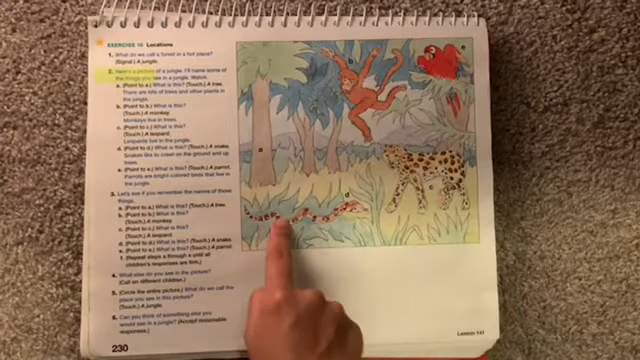 EXERCISE 10 Locations
1. What do we call a forest in a hot place?
(Signal.) A jungle.
2. Here's a picture of a jungle. I'll name some of
the things you see in a jungle. Watch.
a. (Point to a.) What is this? (Touch.) A tree.
There are lots of trees and other plants in
the jungle.
b. (Point to b.) What is this?
(Touch.) A monkey.
Monkeys live in trees.
c. (Point to c.) What is this?
(Touch.) A leopard.
Leopards live in the jungle.
d. (Point to d.) What is this? (Touch.) A snake.
Snakes like to crawl on the ground and up
trees.
e. (Point to e.) What is this? (Touch.) A parrot.
Parrots are bright-colored birds that live in
the jungle.
3. Let's see if you remember the names of those
things.
a. (Point to a.) What is this? (Touch.) A tree.
b. (Point to b.) What is this?
(Touch.) A monkey.
c. (Point to c.) What is this?
(Touch.) A leopard.
d. (Point to d.) What is this? (Touch.) A snake.
e. (Point to e.) What is this? (Touch.) A parrot.
f. (Repeat steps a through e until all
children's responses are firm.)
4. What else do you see in the picture?
(Call on different children.)
5. (Circle the entire picture.) What do we call the
place you see in this picture?
(Touch.) A jungle.
6. Can you think of something else you
would see in a jungle? (Accept reasonable
responses.)
a
b
c
d
e
230
Lesson 141